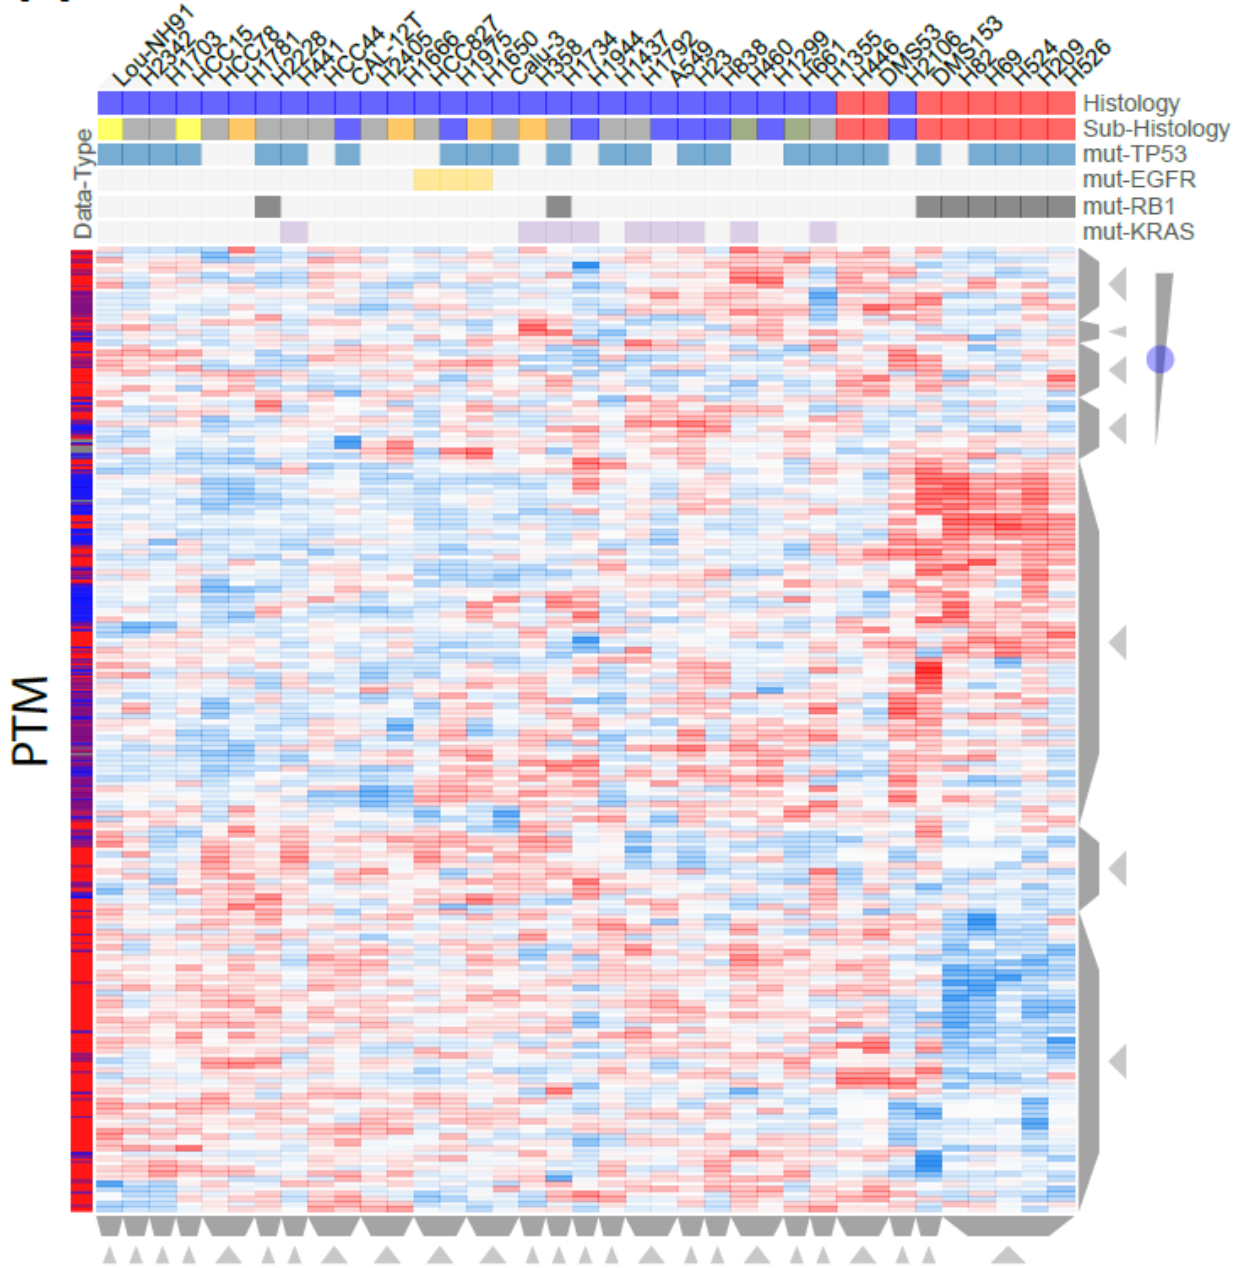 Lou-NH91
H2342
H1703
HCC15
HCC78
H1781
H2228
H441
HCC44
CAL-12T
H2405
H1666
HCC827
H1975
H1650
Calu-3
H358
H1734
H1944
H1437
H1792
A549
H23
H838
H460
H1299
H661
H1355
H446
DMS53
H2106
DMS153
H82
H69
H524
H209
H526
Histology
Sub-Histology
mut-TP53
mut-EGFR
mut-RB1
mut-KRAS
Data-Type
PTM